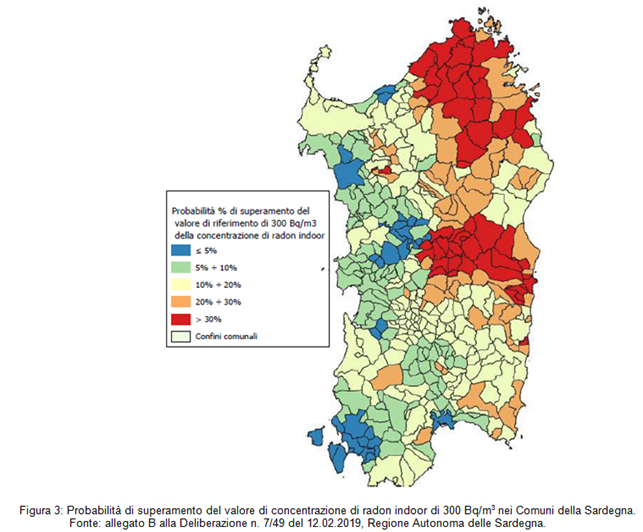 Probabilità % di superamento del
valore di riferimento di 300 Bq/m3
della concentrazione di radon indoor
≤ 5%
5% ÷ 10%
10% ÷ 20%
20% ÷ 30%
> 30%
Confini comunali
Figura 3: Probabilità di superamento del valore di concentrazione di radon indoor di 300 Bq/m³ nei Comuni della Sardegna.
Fonte: allegato B alla Deliberazione n. 7/49 del 12.02.2019, Regione Autonoma delle Sardegna.